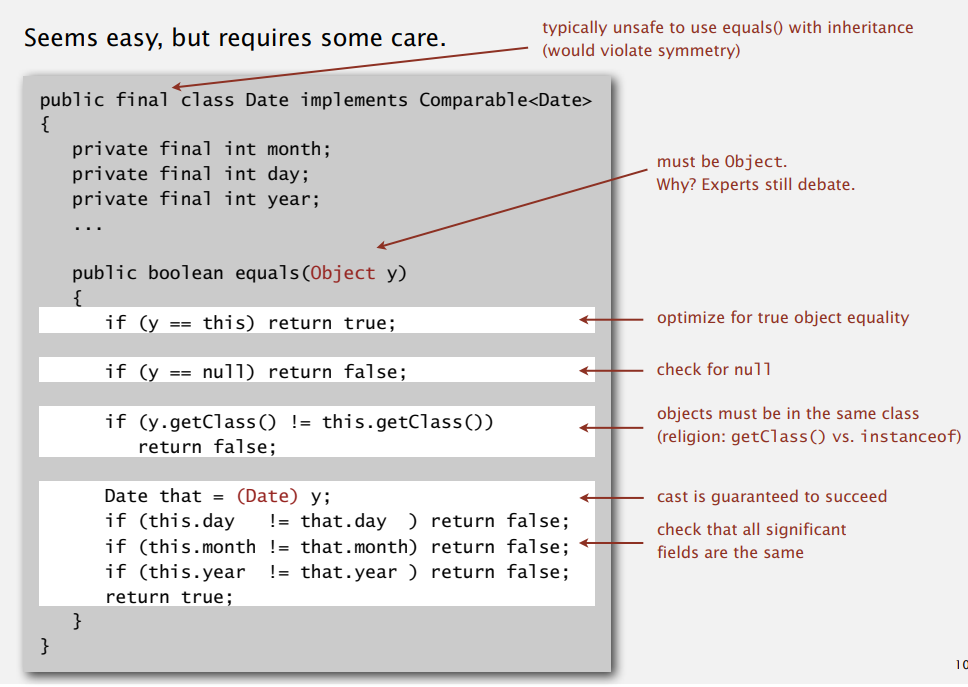 Seems easy, but requires some care.
typically unsafe to use equals() with inheritance
(would violate symmetry)
public final class Date implements Comparable<Date>
{
private final int month;
private final int day;
private final int year;
...
must be Object.
Why? Experts still debate.
public boolean equals(Object y)
{
if (y == this) return true;
optimize for true object equality
if (y == null) return false;
check for null
if (y.getClass() != this.getClass())
return false;
objects must be in the same class
(religion: getClass() vs. instanceof)
Date that = (Date) y;
cast is guaranteed to succeed
if (this.day   != that.day  ) return false;
if (this.month != that.month) return false;
if (this.year  != that.year ) return false;
return true;
check that all significant
fields are the same
}
}
10